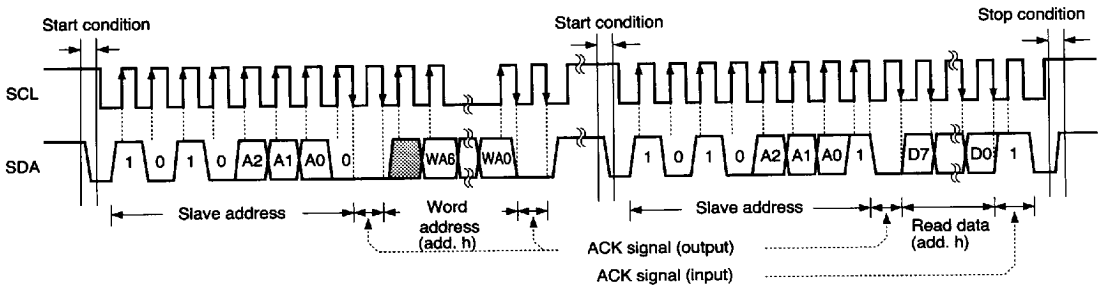 Start condition
Start condition
Stop condition
SCL
SDA
1 0 1 0 A2 A1 A0 0 WA6 WA0 1 0 1 0 A2 A1 A0 1 D7 D0 1
Slave address
Word
address
(add. h)
Slave address
Read data
(add. h)
ACK signal (output)
ACK signal (input)